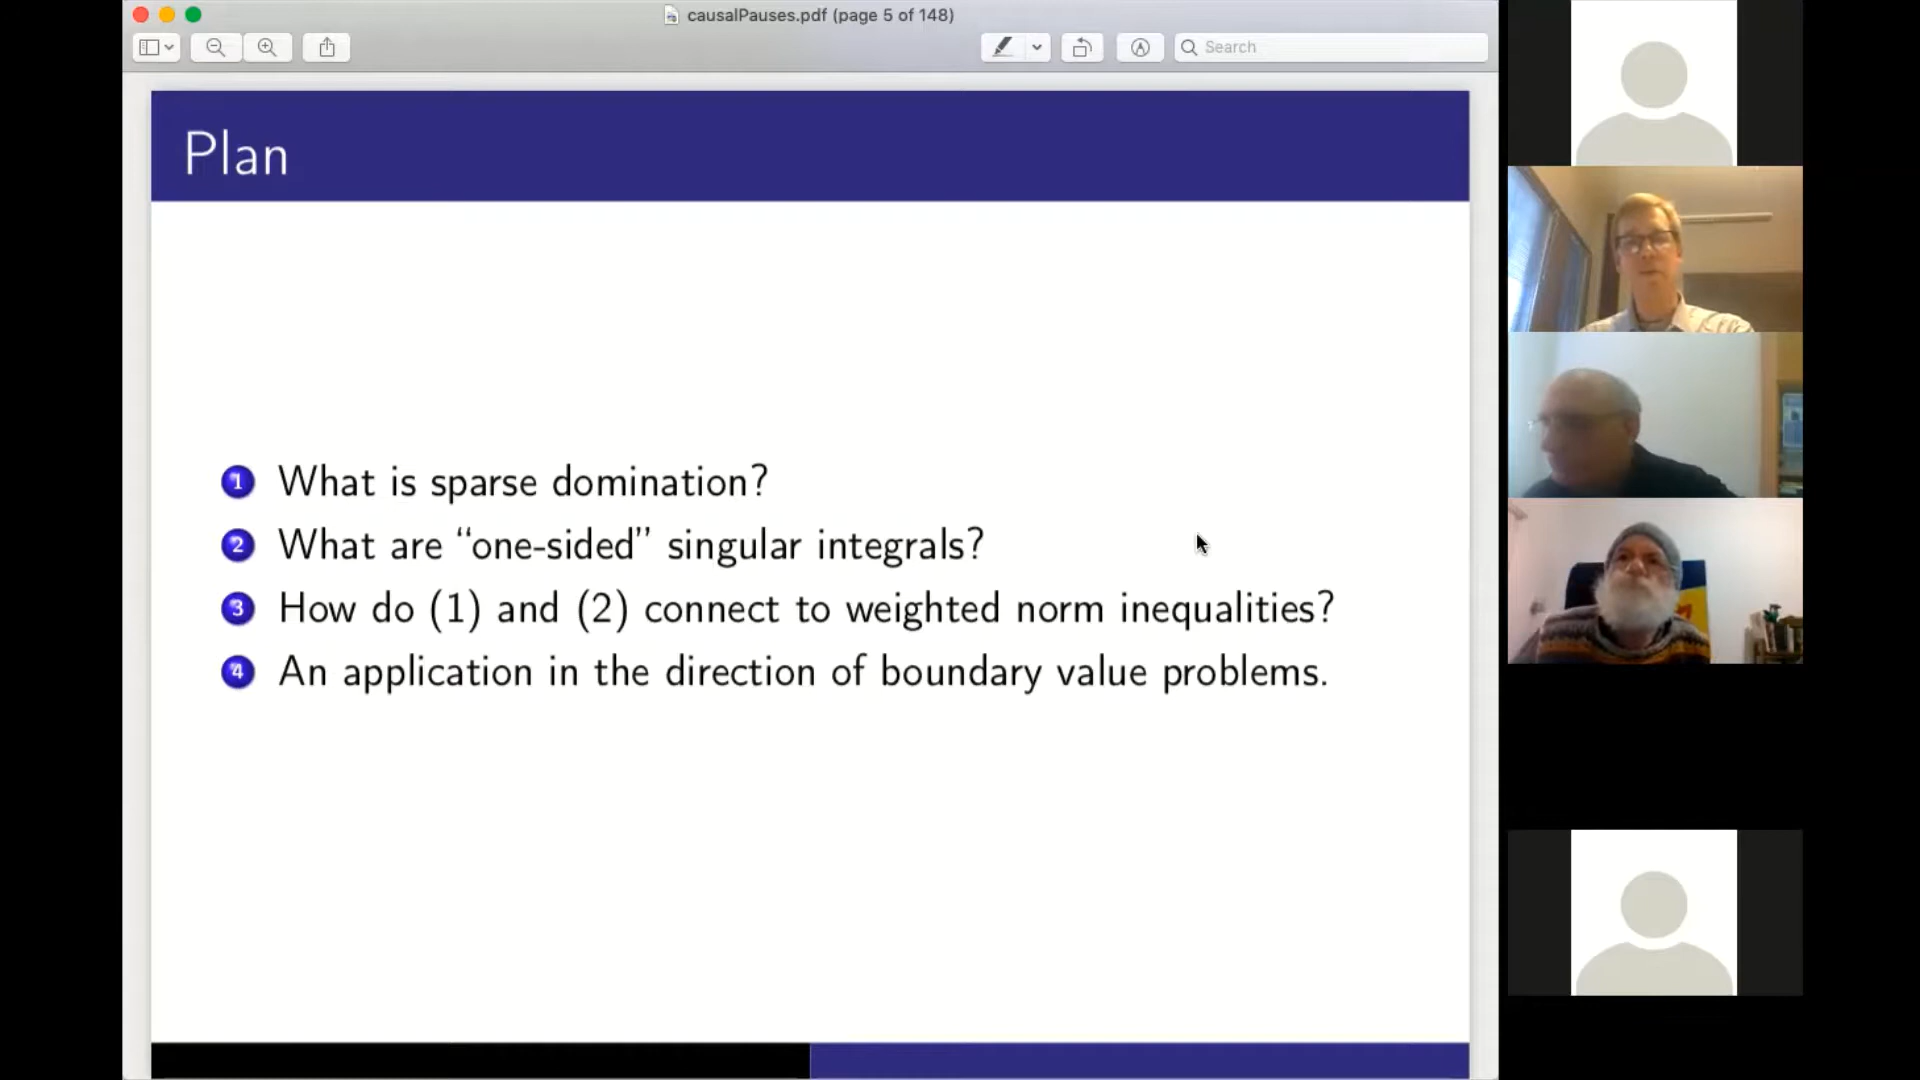 causalPauses.pdf (page 5 of 148)
Search
Plan
1 What is sparse domination?
2 What are “one-sided” singular integrals?
3 How do (1) and (2) connect to weighted norm inequalities?
4 An application in the direction of boundary value problems.